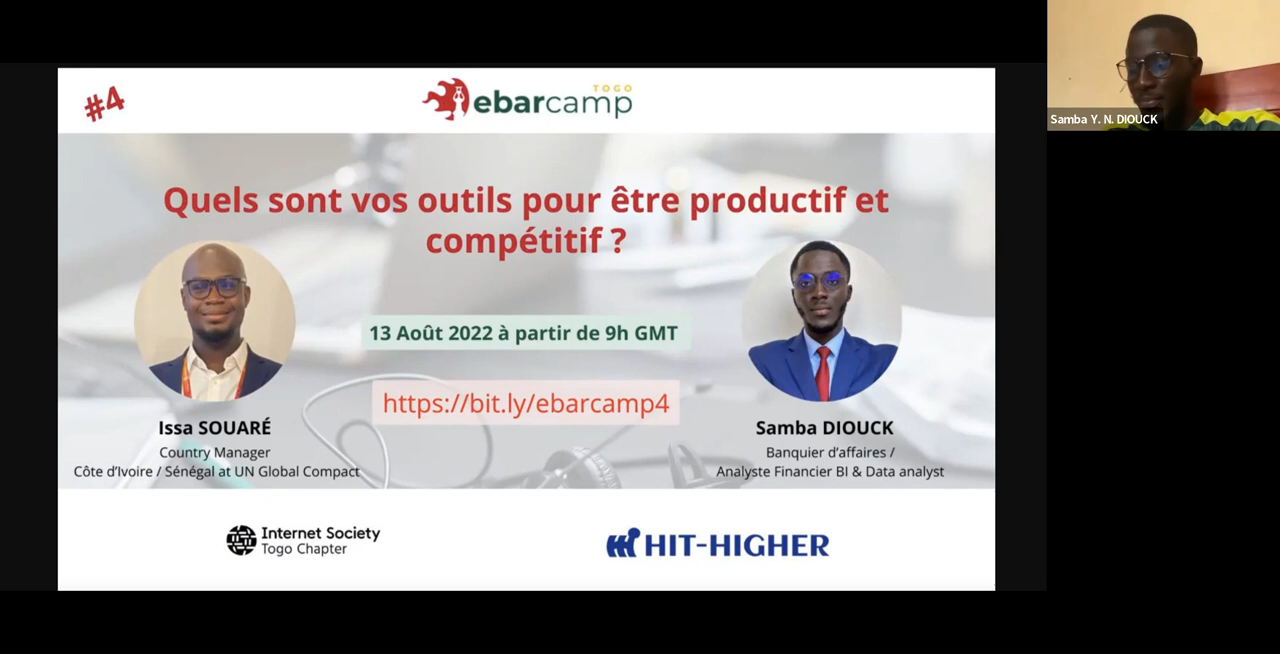 #4
TOGO
ebarcamp
Samba Y. N. DIOUCK
Quels sont vos outils pour être productif et
compétitif ?
13 Août 2022 à partir de 9h GMT
https://bit.ly/ebarcamp4
Issa SOUARÉ
Country Manager
Côte d'Ivoire / Sénégal at UN Global Compact
Samba DIOUCK
Banquier d'affaires /
Analyste Financier BI & Data analyst
Internet Society
Togo Chapter
HIT-HIGHER